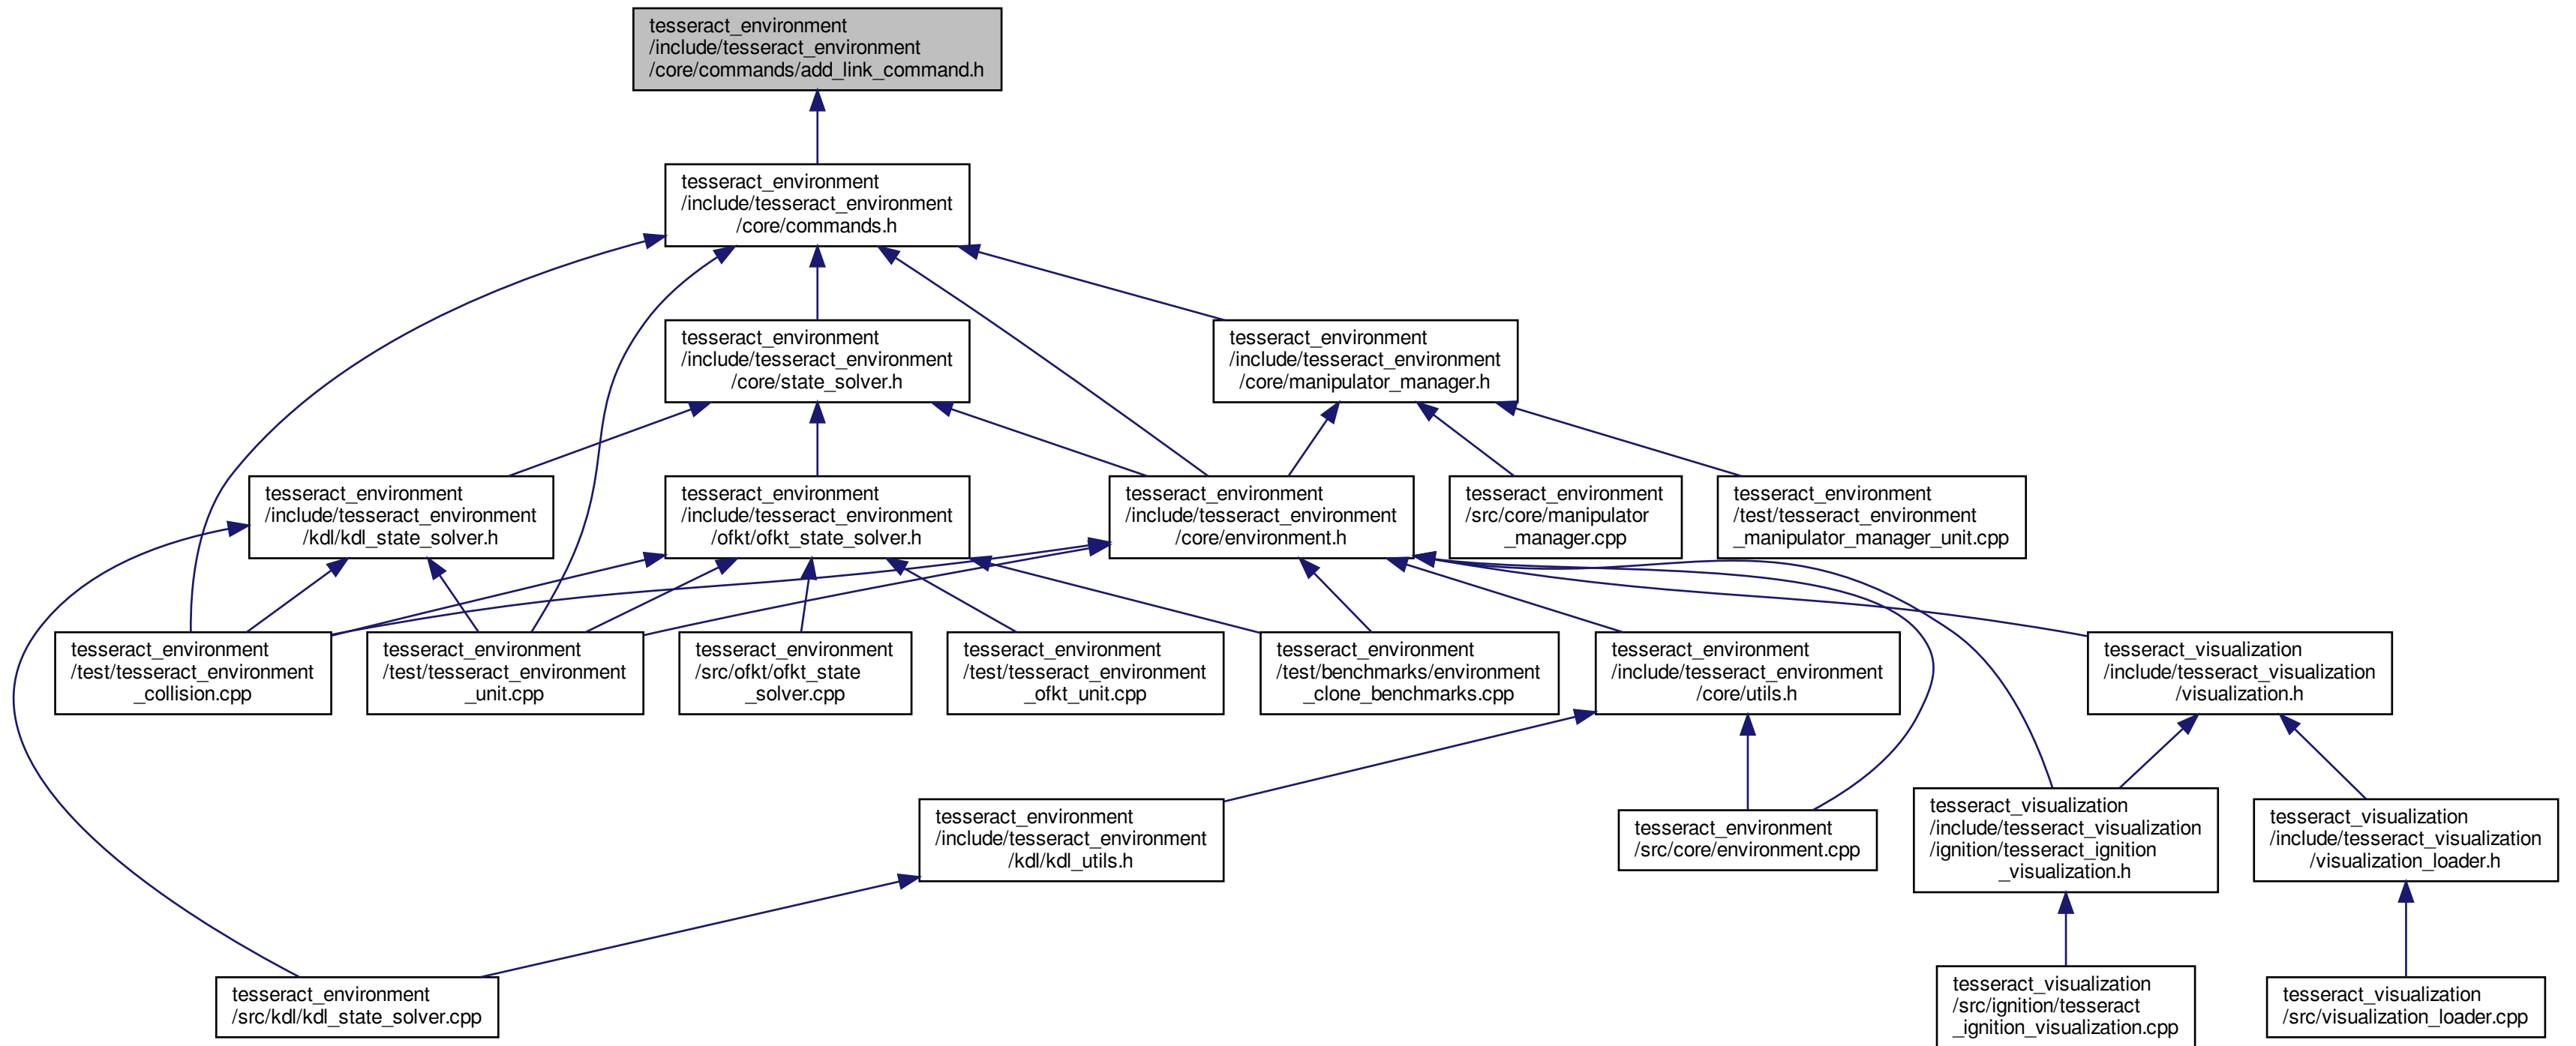 tesseract_environment
/include/tesseract_environment
/core/commands/add_link_command.h
tesseract_environment
/include/tesseract_environment
/core/commands.h
tesseract_environment
/include/tesseract_environment
/core/state_solver.h
tesseract_environment
/include/tesseract_environment
/core/manipulator_manager.h
tesseract_environment
/include/tesseract_environment
/kdl/kdl_state_solver.h
tesseract_environment
/include/tesseract_environment
/ofkt/ofkt_state_solver.h
tesseract_environment
/include/tesseract_environment
/core/environment.h
tesseract_environment
/src/core/manipulator
_manager.cpp
tesseract_environment
/test/tesseract_environment
_manipulator_manager_unit.cpp
tesseract_environment
/test/tesseract_environment
_collision.cpp
tesseract_environment
/test/tesseract_environment
_unit.cpp
tesseract_environment
/src/ofkt/ofkt_state
_solver.cpp
tesseract_environment
/test/tesseract_environment
_ofkt_unit.cpp
tesseract_environment
/test/benchmarks/environment
_clone_benchmarks.cpp
tesseract_environment
/include/tesseract_environment
/core/utils.h
tesseract_visualization
/include/tesseract_visualization
/visualization.h
tesseract_environment
/include/tesseract_environment
/kdl/kdl_utils.h
tesseract_environment
/src/core/environment.cpp
tesseract_visualization
/include/tesseract_visualization
/ignition/tesseract_ignition
_visualization.h
tesseract_visualization
/include/tesseract_visualization
/visualization_loader.h
tesseract_environment
/src/kdl/kdl_state_solver.cpp
tesseract_visualization
/src/ignition/tesseract
_ignition_visualization.cpp
tesseract_visualization
/src/visualization_loader.cpp